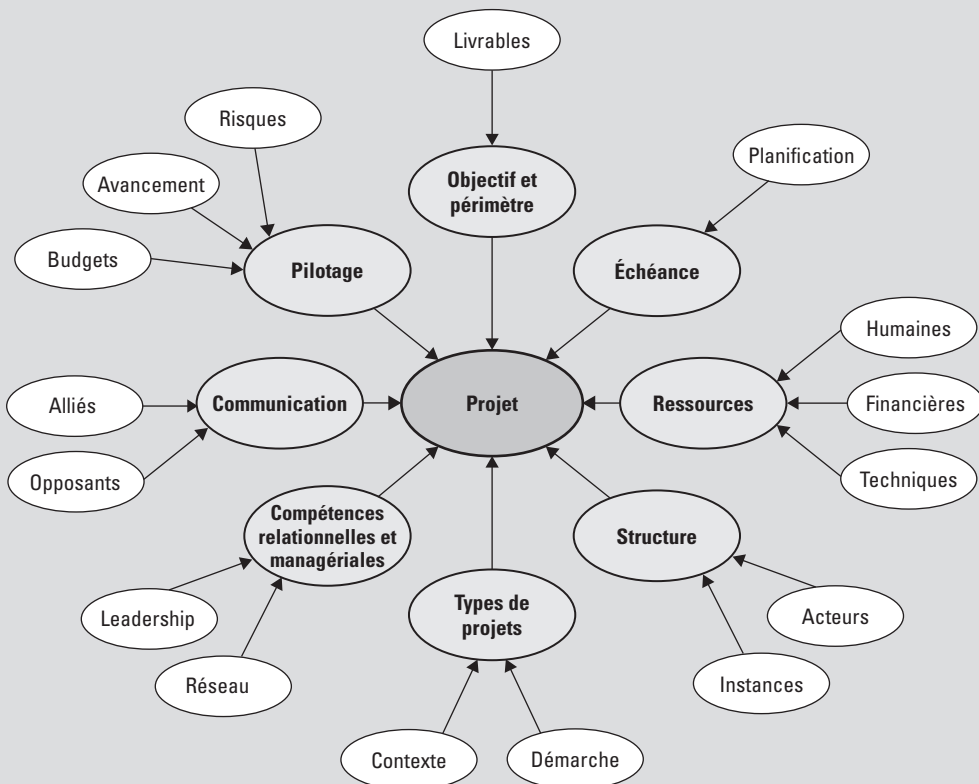 Livrables
Risques
Planification
Objectif et
périmètre
Avancement
Budgets
Pilotage
Échéance
Humaines
Alliés
Communication
Projet
Ressources
Financières
Opposants
Techniques
Compétences
relationnelles et
managériales
Structure
Leadership
Types de
projets
Acteurs
Réseau
Instances
Contexte
Démarche